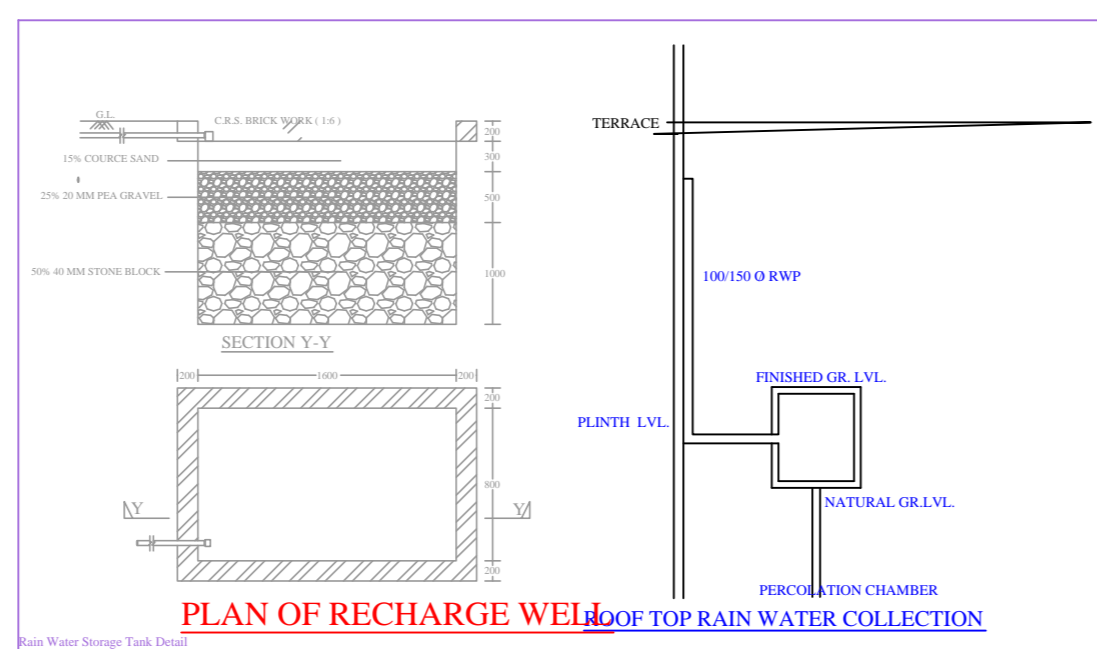 G.L.
C.R.S. BRICK WORK ( 1:6 )
200
15% COURCE SAND
300
25% 20 MM PEA GRAVEL
500
50% 40 MM STONE BLOCK
1000
SECTION Y-Y
200
1600
200
200
800
Y
Y
200
PLAN OF RECHARGE WELL
Rain Water Storage Tank Detail
TERRACE
100/150 Ø RWP
FINISHED GR. LVL.
PLINTH LVL.
NATURAL GR.LVL.
PERCOLATION CHAMBER
ROOF TOP RAIN WATER COLLECTION